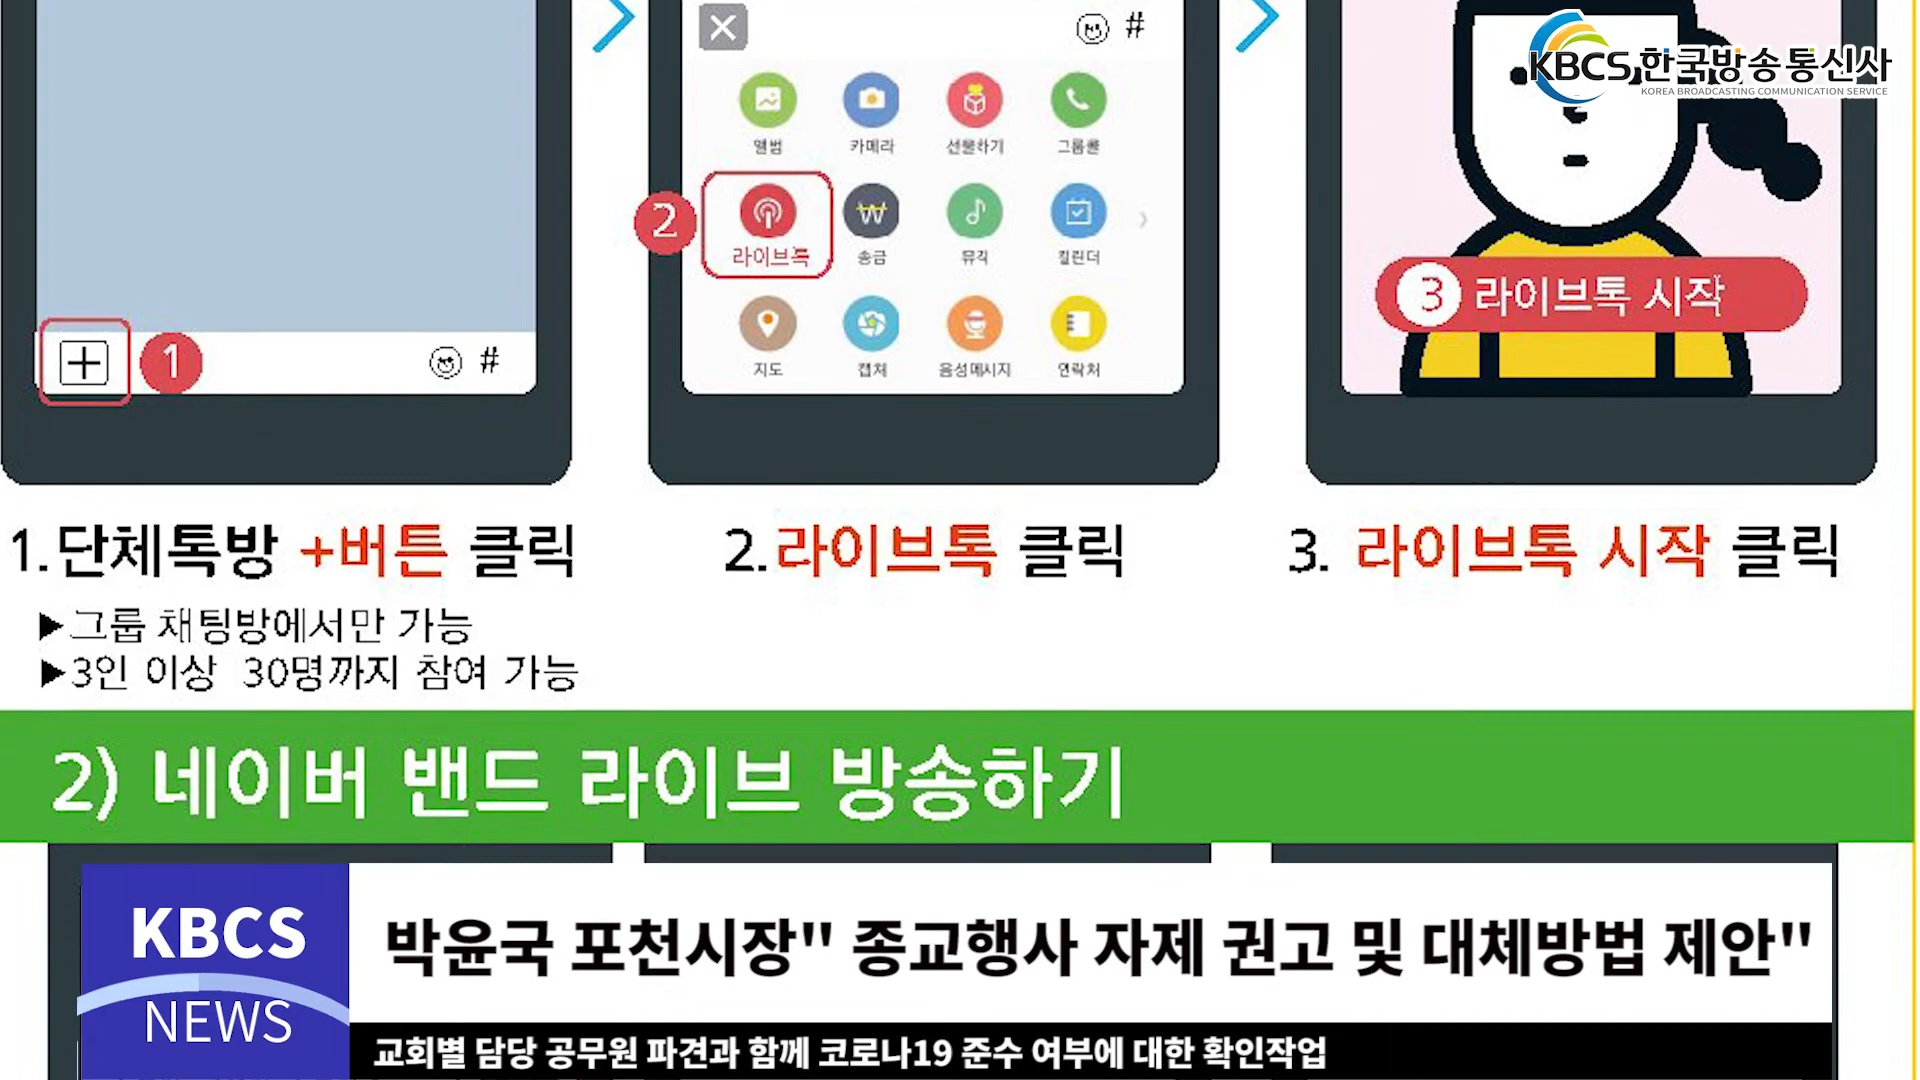 KBCS 한국방송통신사
KOREA BROADCASTING COMMUNICATION SERVICE
#
앨범 카메라 선물하기 그룹콜
2
라이브톡 송금 뮤직 캘린더
3 라이브톡 시작
1
#
지도 캡처 음성메시지 연락처
1.단체톡방 +버튼 클릭
2.라이브톡 클릭
3. 라이브톡 시작 클릭
▶그룹 채팅방에서만 가능
▶3인 이상 30명까지 참여 가능
2) 네이버 밴드 라이브 방송하기
KBCS
NEWS
박윤국 포천시장" 종교행사 자제 권고 및 대체방법 제안"
교회별 담당 공무원 파견과 함께 코로나19 준수 여부에 대한 확인작업